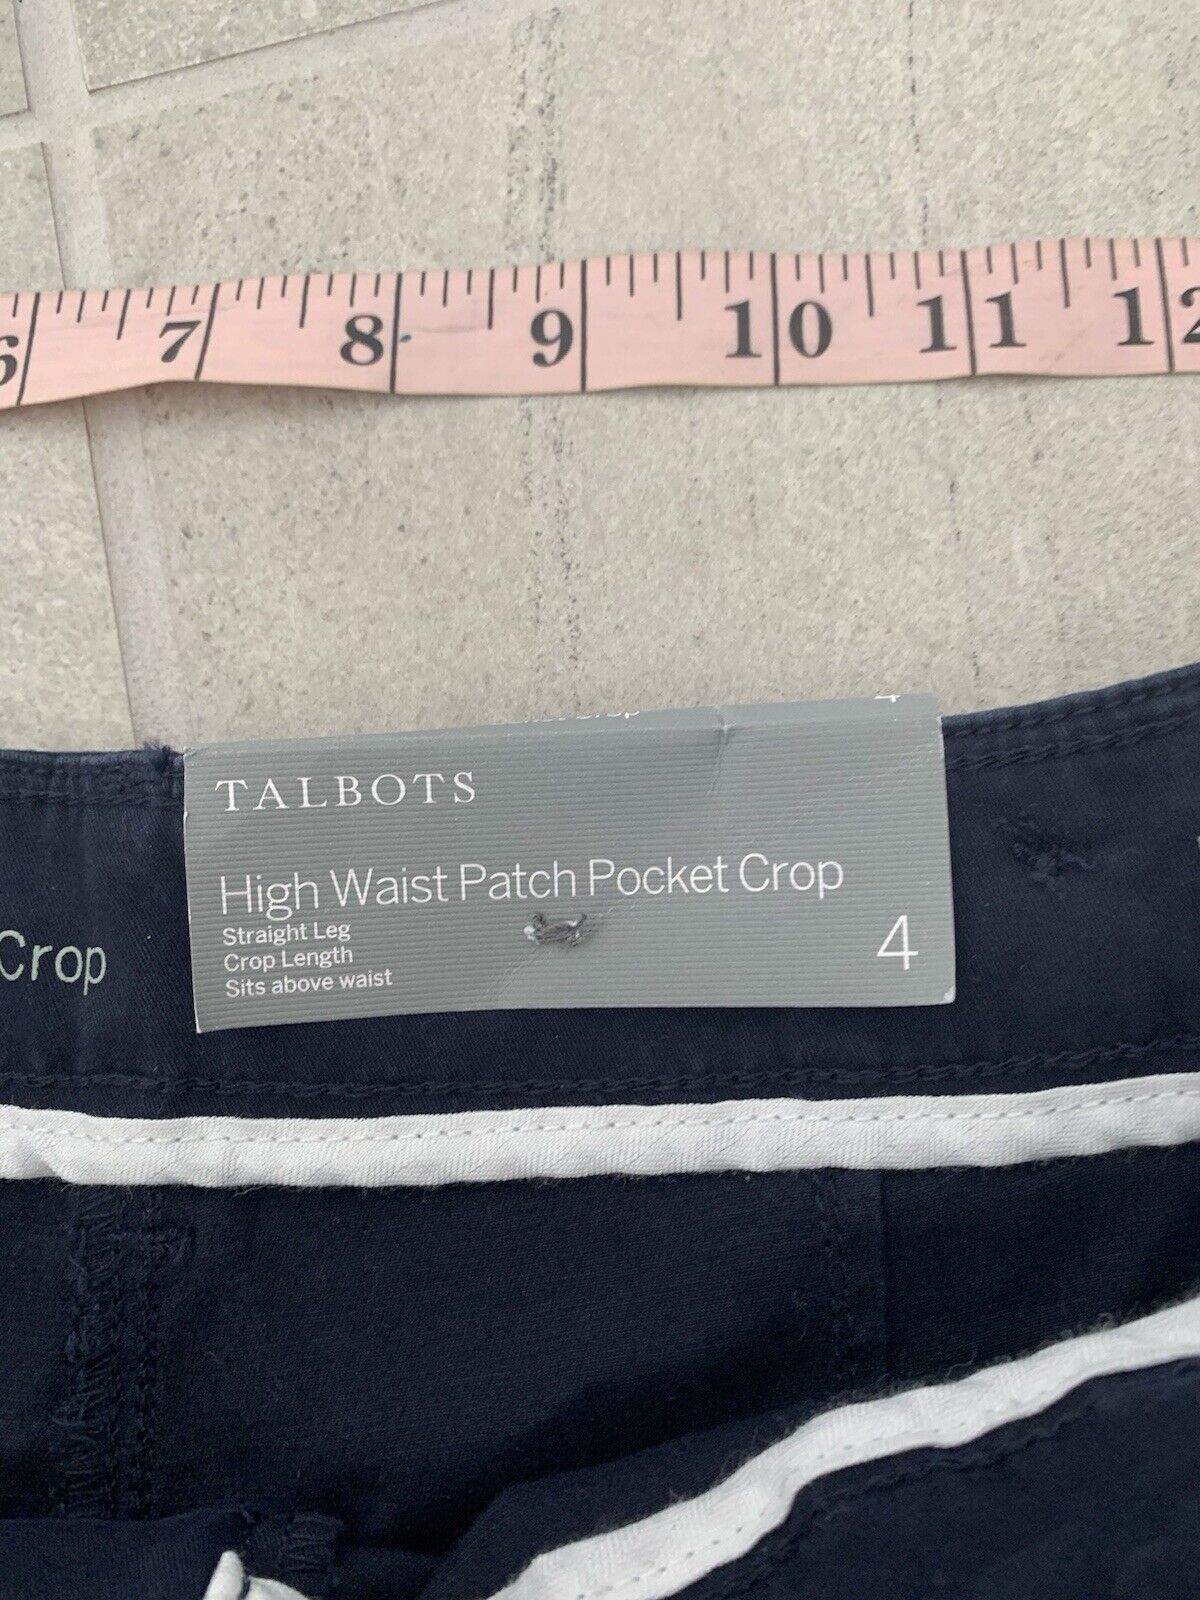 6 7 8 9 10 11 12
4
TALBOTS
High Waist Patch Pocket Crop
Straight Leg
Crop Length
Sits above waist
4
Crop